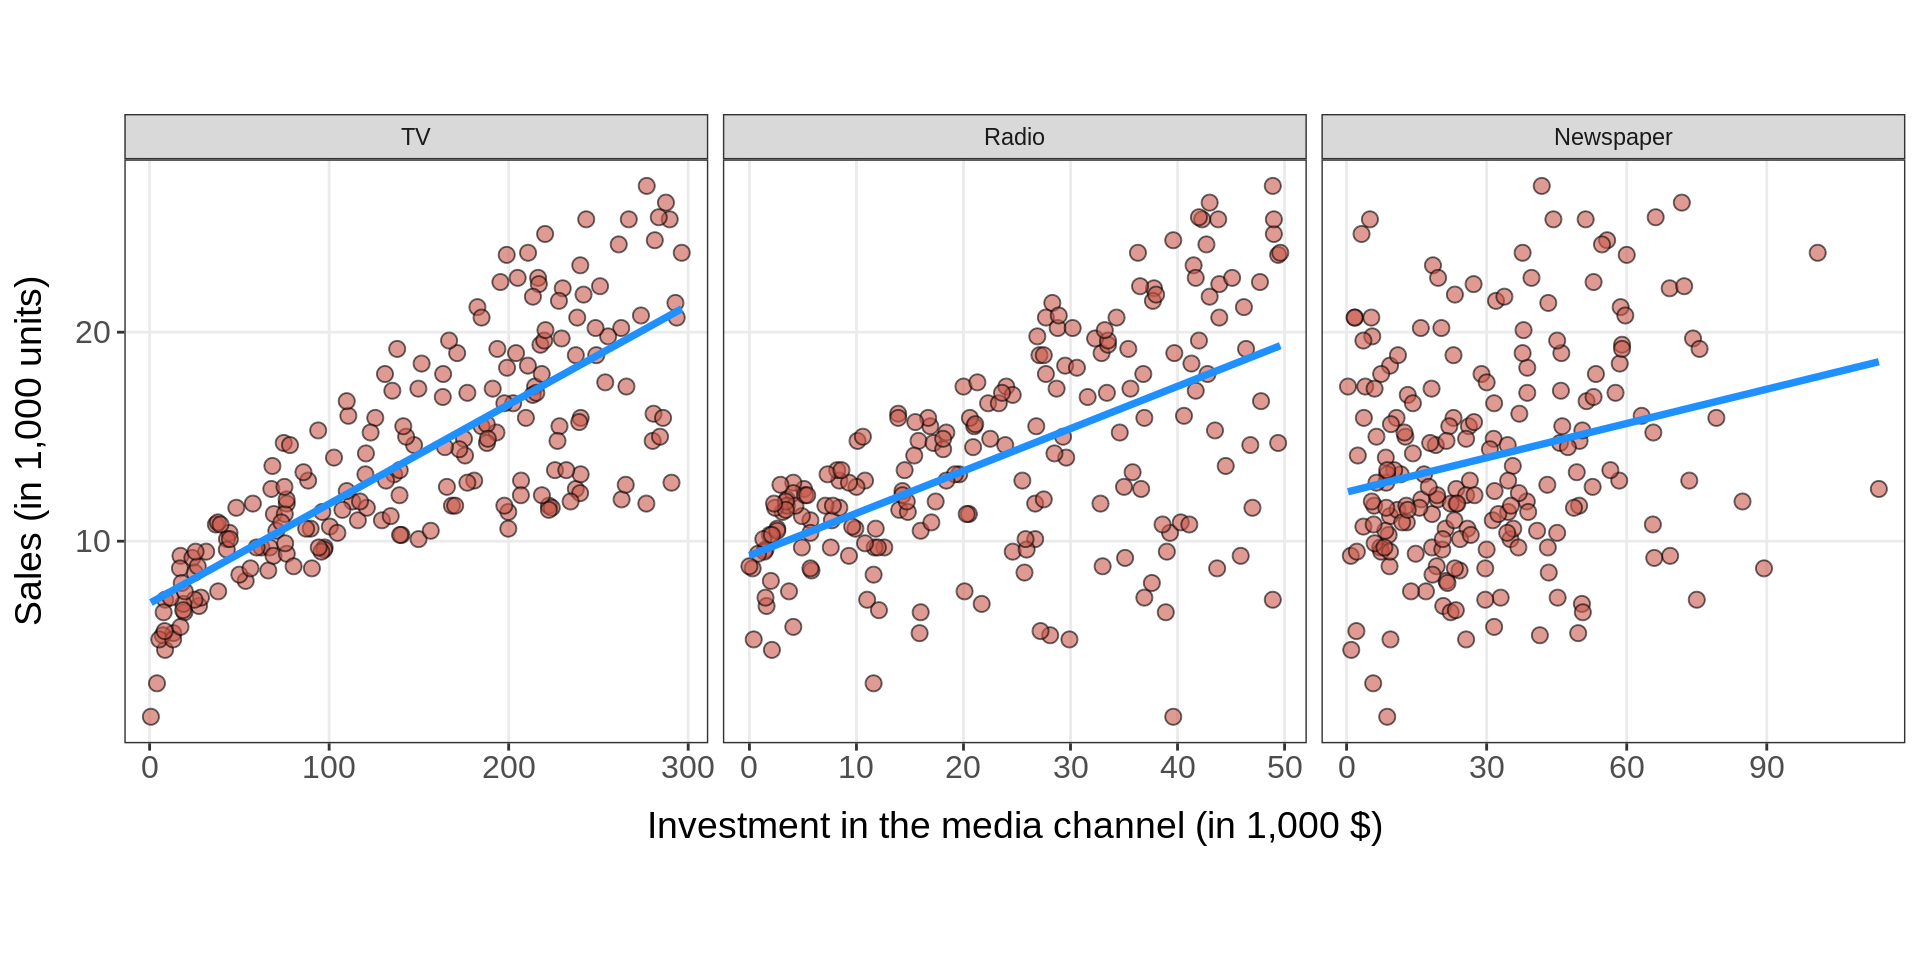 TV Radio Newspaper
Sales (in 1,000 units)
20
10
0 100 200 300 0 10 20 30 40 50 0 30 60 90
Investment in the media channel (in 1,000 $)